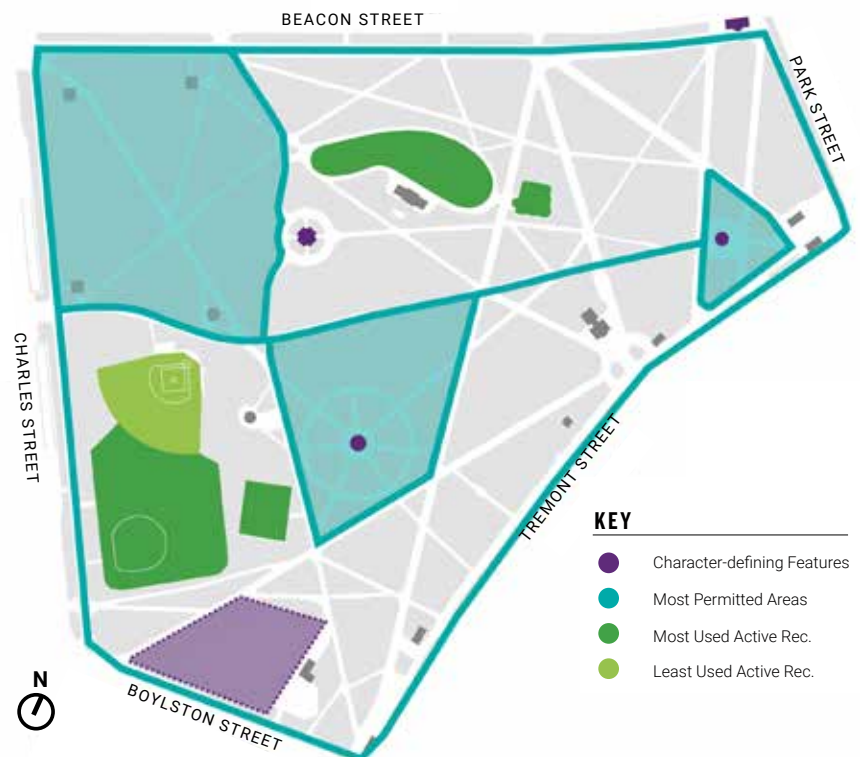 BEACON STREET
PARK STREET
CHARLES STREET
TREMONT STREET
KEY
Character-defining Features
Most Permitted Areas
Most Used Active Rec.
Least Used Active Rec.
N
BOYLSTON STREET